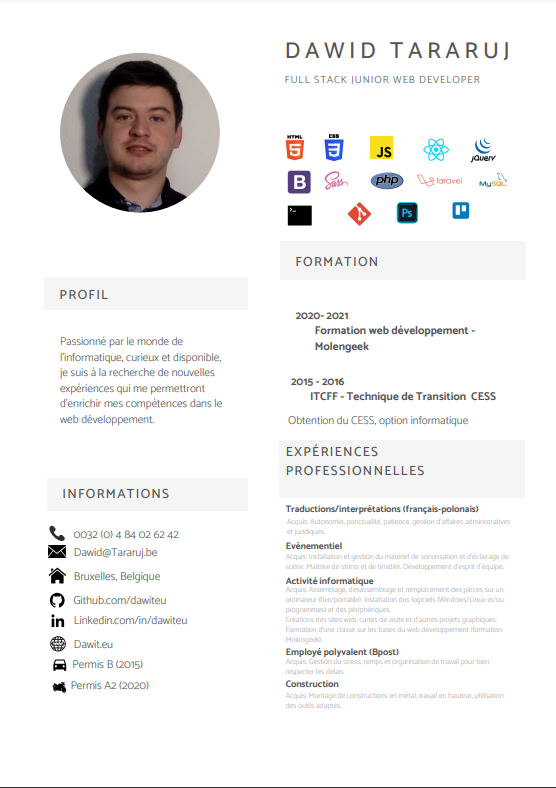 DAWID TARARUJ
FULL STACK JUNIOR WEB DEVELOPER
HTML
CSS
JS
jQuery
B
Sass
php
laravel
MySQL
Ps
FORMATION
2020- 2021
Formation web développement -
Molengeek
2015 - 2016
ITCFF - Technique de Transition CESS
Obtention du CESS, option informatique
EXPÉRIENCES
PROFESSIONNELLES
Traductions/interprétations (français-polonais)
Acquis: Autonomie, ponctualité, patience, gestion d'affaires administratives
et juridiques.
Evénementiel
Acquis: Installation et gestion du matériel de sonorisation et d'éclairage de
scène. Maitrise de stress et de timidité. Développement d'esprit d'équipe.
Activité informatique
Acquis: Assemblage, désassemblage et remplacement des pièces sur un
ordinateur (fixe/portable). Installation des logiciels (Windows/Linux et/ou
programmes) et des périphériques.
Créations des sites web, cartes de visite et d'autres projets graphiques.
Formation d'une classe sur les bases du web développement (formation
Molengeek)
Employé polyvalent (Bpost)
Acquis: Gestion du stress, temps et organisation de travail pour bien
respecter les délais.
Construction
Acquis: Montage de constructions en métal, travail en hauteur, utilisation
des outils adaptés.
PROFIL
Passionné par le monde de
l'informatique, curieux et disponible,
je suis à la recherche de nouvelles
expériences qui me permettront
d'enrichir mes compétences dans le
web développement.
INFORMATIONS
0032 (0) 4 84 02 62 42
Dawid@Tararuj.be
Bruxelles, Belgique
Github.com/dawiteu
Linkedin.com/in/dawiteu
Dawit.eu
Permis B (2015)
Permis A2 (2020)